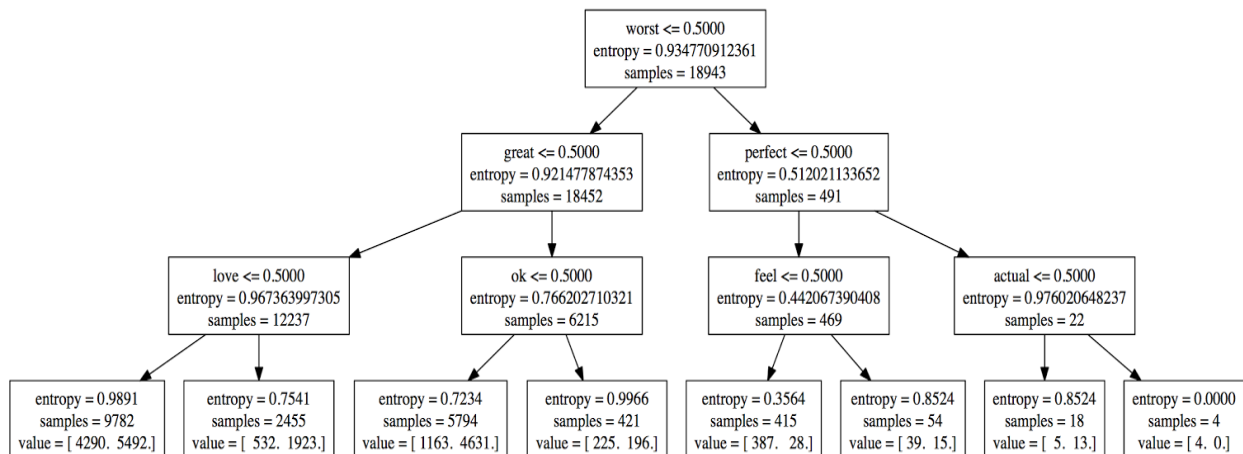 worst <= 0.5000
entropy = 0.934770912361
samples = 18943
great <= 0.5000
entropy = 0.921477874353
samples = 18452
perfect <= 0.5000
entropy = 0.512021133652
samples = 491
love <= 0.5000
entropy = 0.967363997305
samples = 12237
ok <= 0.5000
entropy = 0.766202710321
samples = 6215
feel <= 0.5000
entropy = 0.442067390408
samples = 469
actual <= 0.5000
entropy = 0.976020648237
samples = 22
entropy = 0.9891
samples = 9782
value = [ 4290. 5492.]
entropy = 0.7541
samples = 2455
value = [ 532. 1923.]
entropy = 0.7234
samples = 5794
value = [ 1163. 4631.]
entropy = 0.9966
samples = 421
value = [ 225. 196.]
entropy = 0.3564
samples = 415
value = [ 387. 28.]
entropy = 0.8524
samples = 54
value = [ 39. 15.]
entropy = 0.8524
samples = 18
value = [ 5. 13.]
entropy = 0.0000
samples = 4
value = [ 4. 0.]